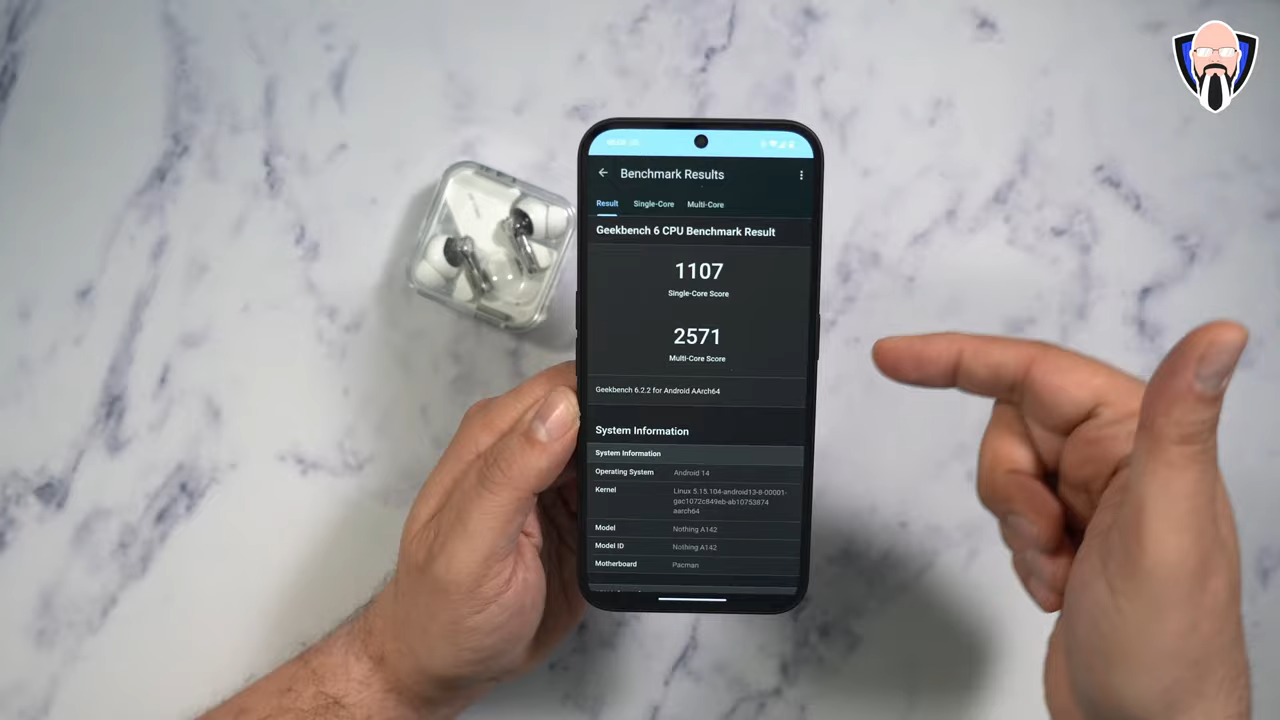 Benchmark Results
Result Single-Core Multi-Core
Geekbench 6 CPU Benchmark Result
1107
Single-Core Score
2571
Multi-Core Score
Geekbench 6.2.2 for Android AArch64
System Information
System Information
Operating System Android 14
Kernel Linux 5.15.104-android13-8-00001-
gac1072c849eb-ab10753874
aarch64
Model Nothing A142
Model ID Nothing A142
Motherboard Pacman